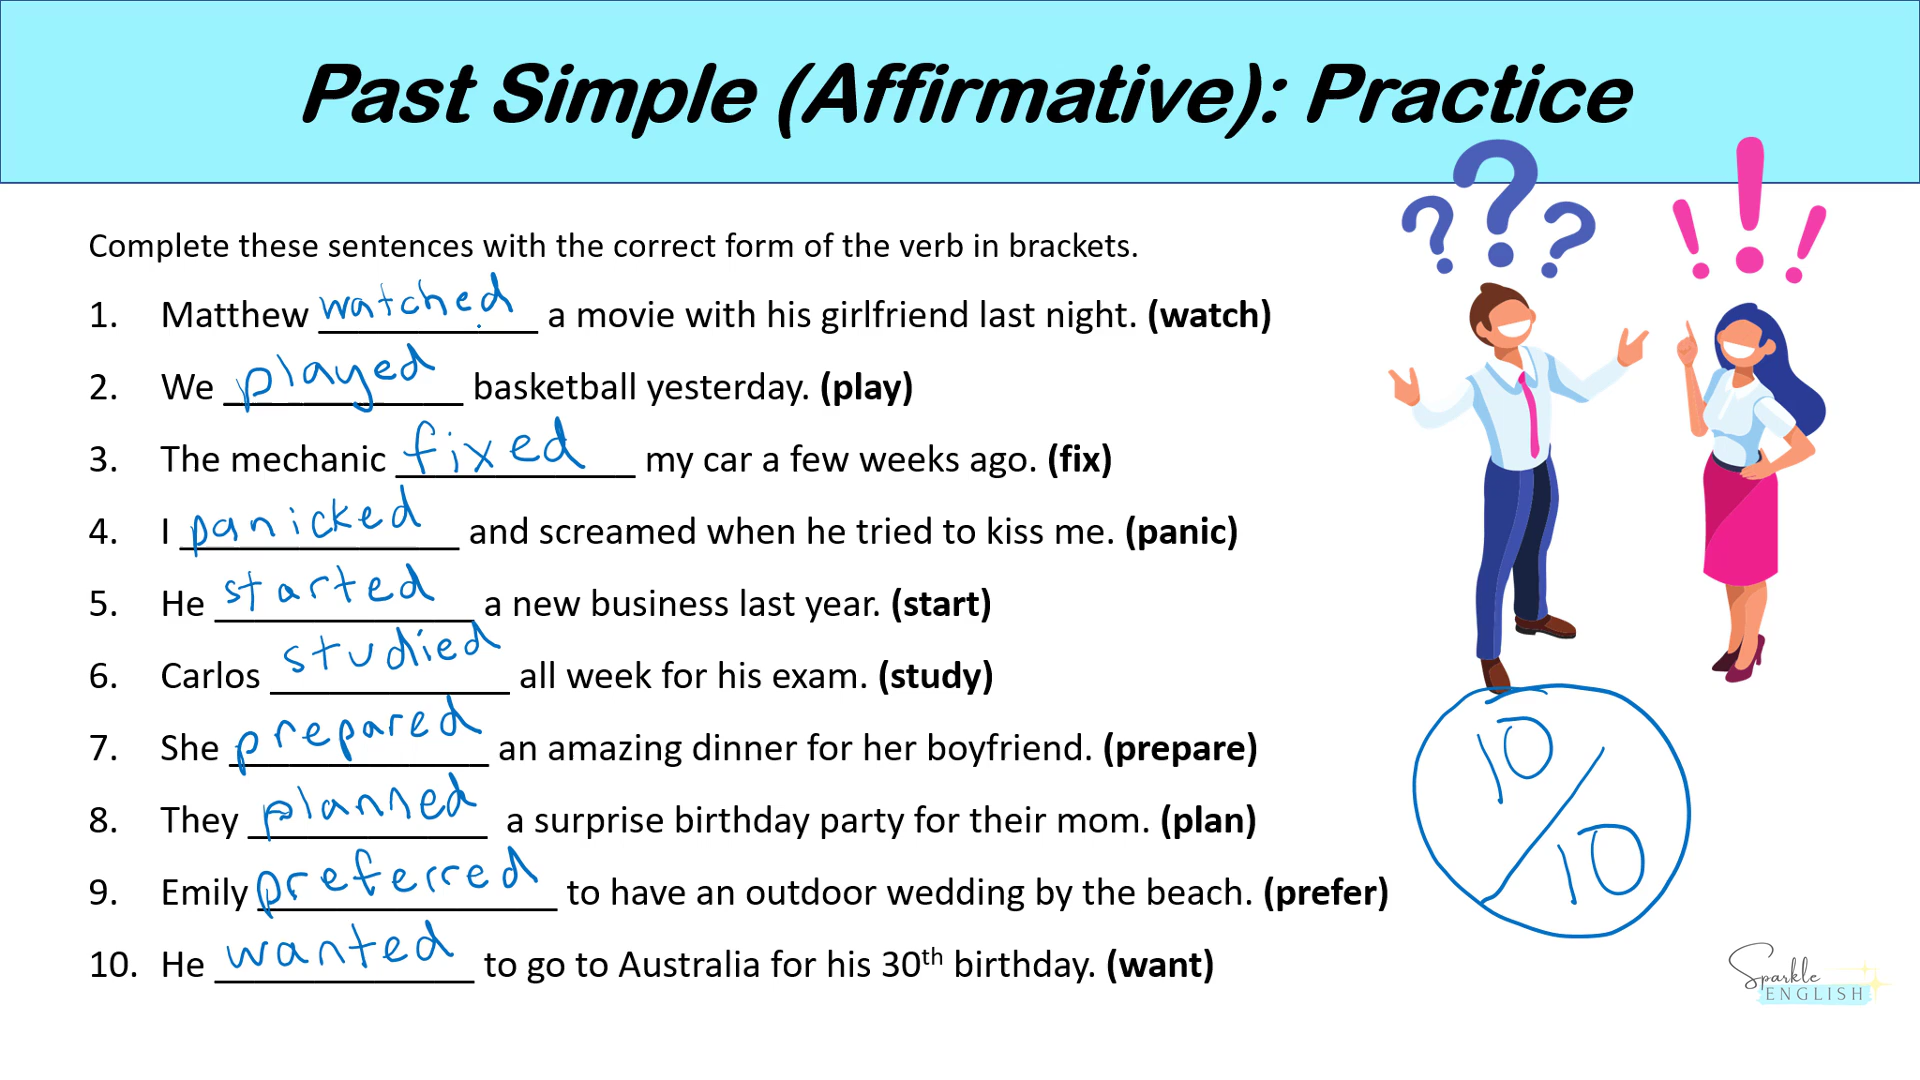 Past Simple (Affirmative): Practice
? ? ? ! ! !
Complete these sentences with the correct form of the verb in brackets.
1. Matthew watched a movie with his girlfriend last night. (watch)
2. We played basketball yesterday. (play)
3. The mechanic fixed my car a few weeks ago. (fix)
4. I panicked and screamed when he tried to kiss me. (panic)
5. He started a new business last year. (start)
6. Carlos studied all week for his exam. (study)
7. She prepared an amazing dinner for her boyfriend. (prepare)
8. They planned a surprise birthday party for their mom. (plan)
9. Emily preferred to have an outdoor wedding by the beach. (prefer)
10. He wanted to go to Australia for his 30th birthday. (want)
10/10
Sparkle
ENGLISH